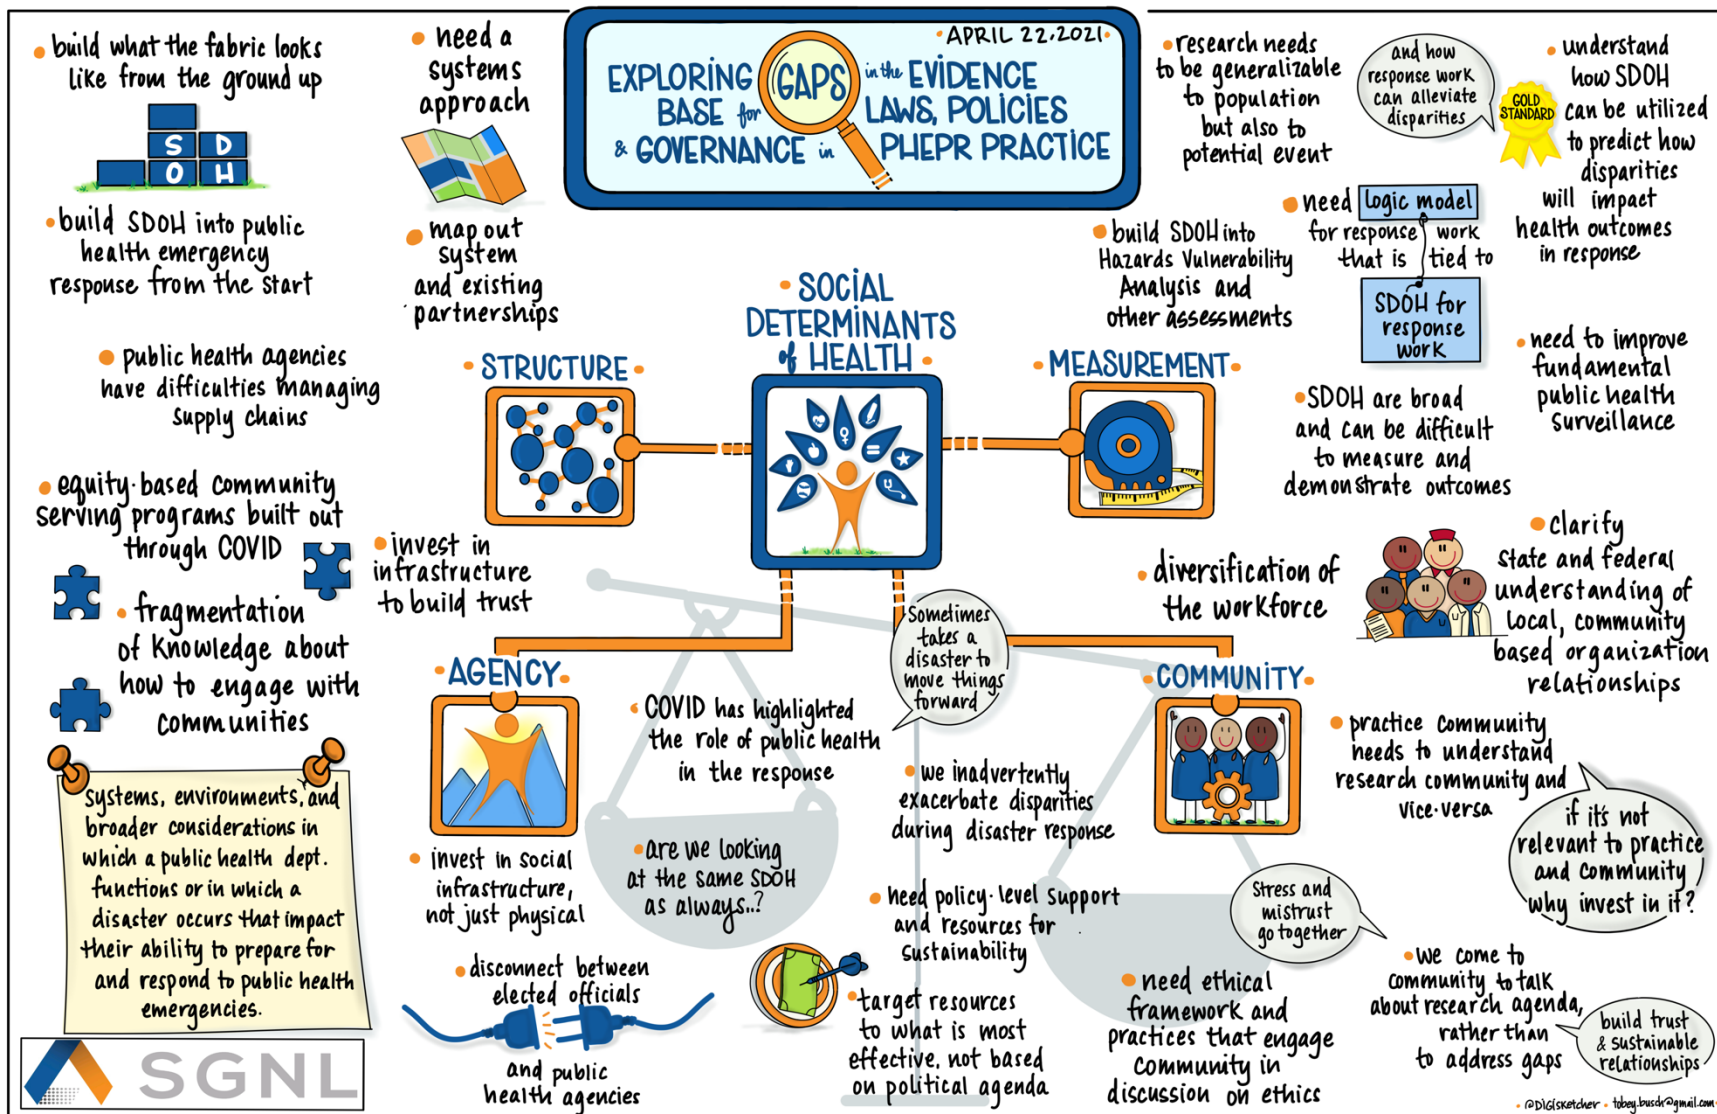 APRIL 22, 2021
EXPLORING GAPS in the EVIDENCE
BASE for LAWS, POLICIES
& GOVERNANCE in PHEPR PRACTICE
build what the fabric looks
like from the ground up
S D
O H
build SDOH into public
health emergency
response from the start
public health agencies
have difficulties managing
supply chains
equity-based community
serving programs built out
through COVID
fragmentation
of knowledge about
how to engage with
communities
systems, environments, and
broader considerations in
which a public health dept.
functions or in which a
disaster occurs that impact
their ability to prepare for
and respond to public health
emergencies.
SGNL
need a
systems
approach
map out
system
and existing
partnerships
STRUCTURE
invest in
infrastructure
to build trust
SOCIAL
DETERMINANTS
of HEALTH
MEASUREMENT
research needs
to be generalizable
to population
but also to
potential event
and how
response work
can alleviate
disparities
GOLD
STANDARD
understand
how SDOH
can be utilized
to predict how
disparities
will impact
health outcomes
in response
build SDOH into
Hazards Vulnerability
Analysis and
other assessments
need logic model
for response work
that is tied to
SDOH for
response
work
need to improve
fundamental
public health
surveillance
SDOH are broad
and can be difficult
to measure and
demonstrate outcomes
AGENCY
invest in social
infrastructure,
not just physical
COVID has highlighted
the role of public health
in the response
Sometimes
takes a
disaster to
move things
forward
are we looking
at the same SDOH
as always..?
we inadvertently
exacerbate disparities
during disaster response
need policy-level support
and resources for
sustainability
disconnect between
elected officials
and public
health agencies
target resources
to what is most
effective, not based
on political agenda
COMMUNITY
diversification of
the workforce
clarify
state and federal
understanding of
local, community
based organization
relationships
practice community
needs to understand
research community and
vice-versa
if it's not
relevant to practice
and community
why invest in it?
Stress and
mistrust
go together
need ethical
framework and
practices that engage
community in
discussion on ethics
we come to
community to talk
about research agenda,
rather than
to address gaps
build trust
& sustainable
relationships
@DigiSketcher • tobey.busch@gmail.com